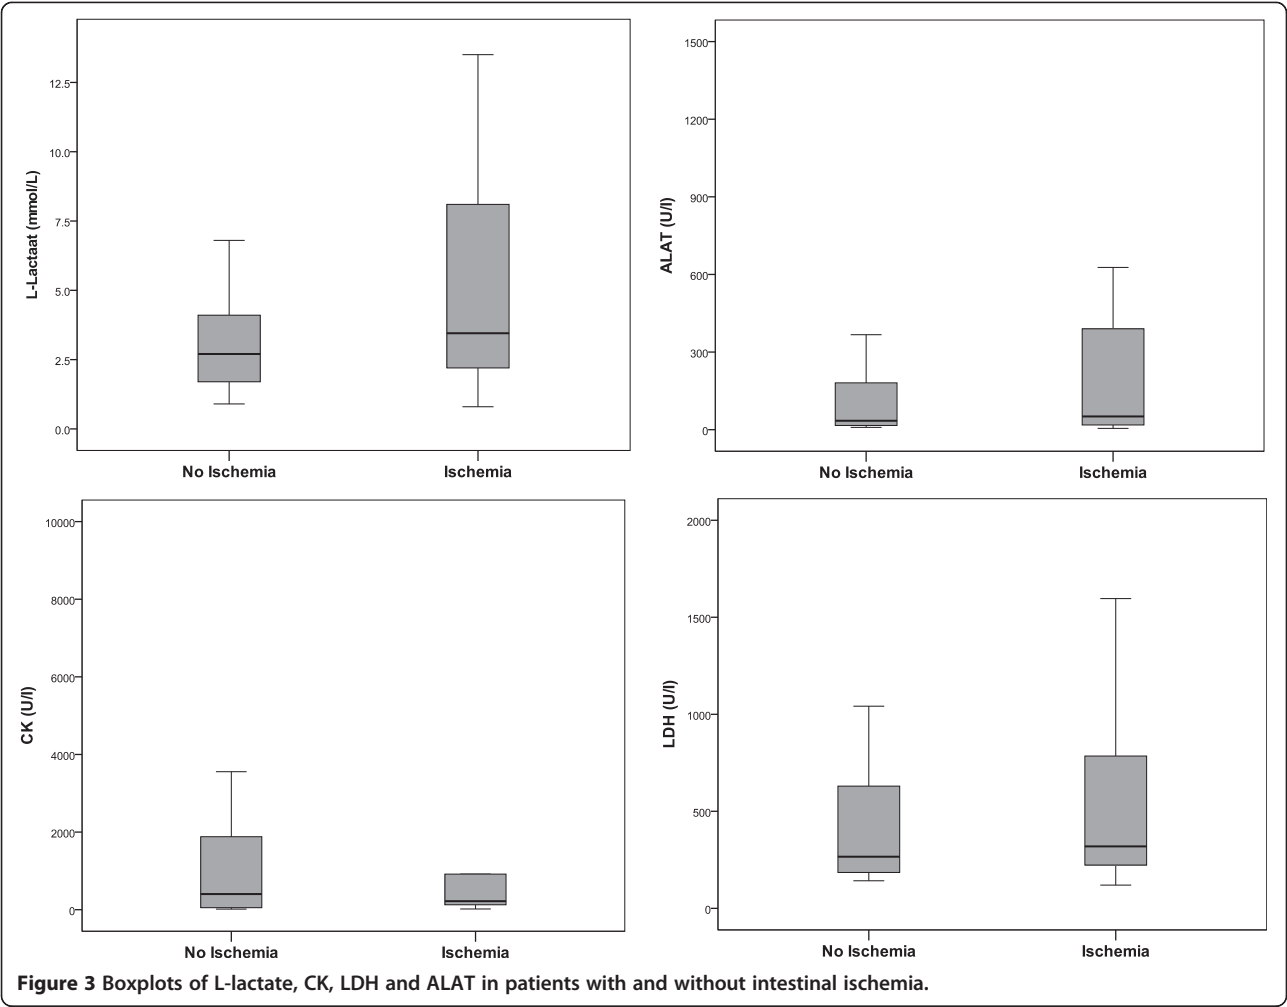 12.5
10.0
7.5
5.0
2.5
0.0
L-Lactaat (mmol/L)
No Ischemia Ischemia
1500
1200
900
600
300
0
ALAT (U/l)
No Ischemia Ischemia
10000
8000
6000
4000
2000
0
CK (U/l)
No Ischemia Ischemia
2000
1500
1000
500
0
LDH (U/l)
No Ischemia Ischemia
Figure 3 Boxplots of L-lactate, CK, LDH and ALAT in patients with and without intestinal ischemia.